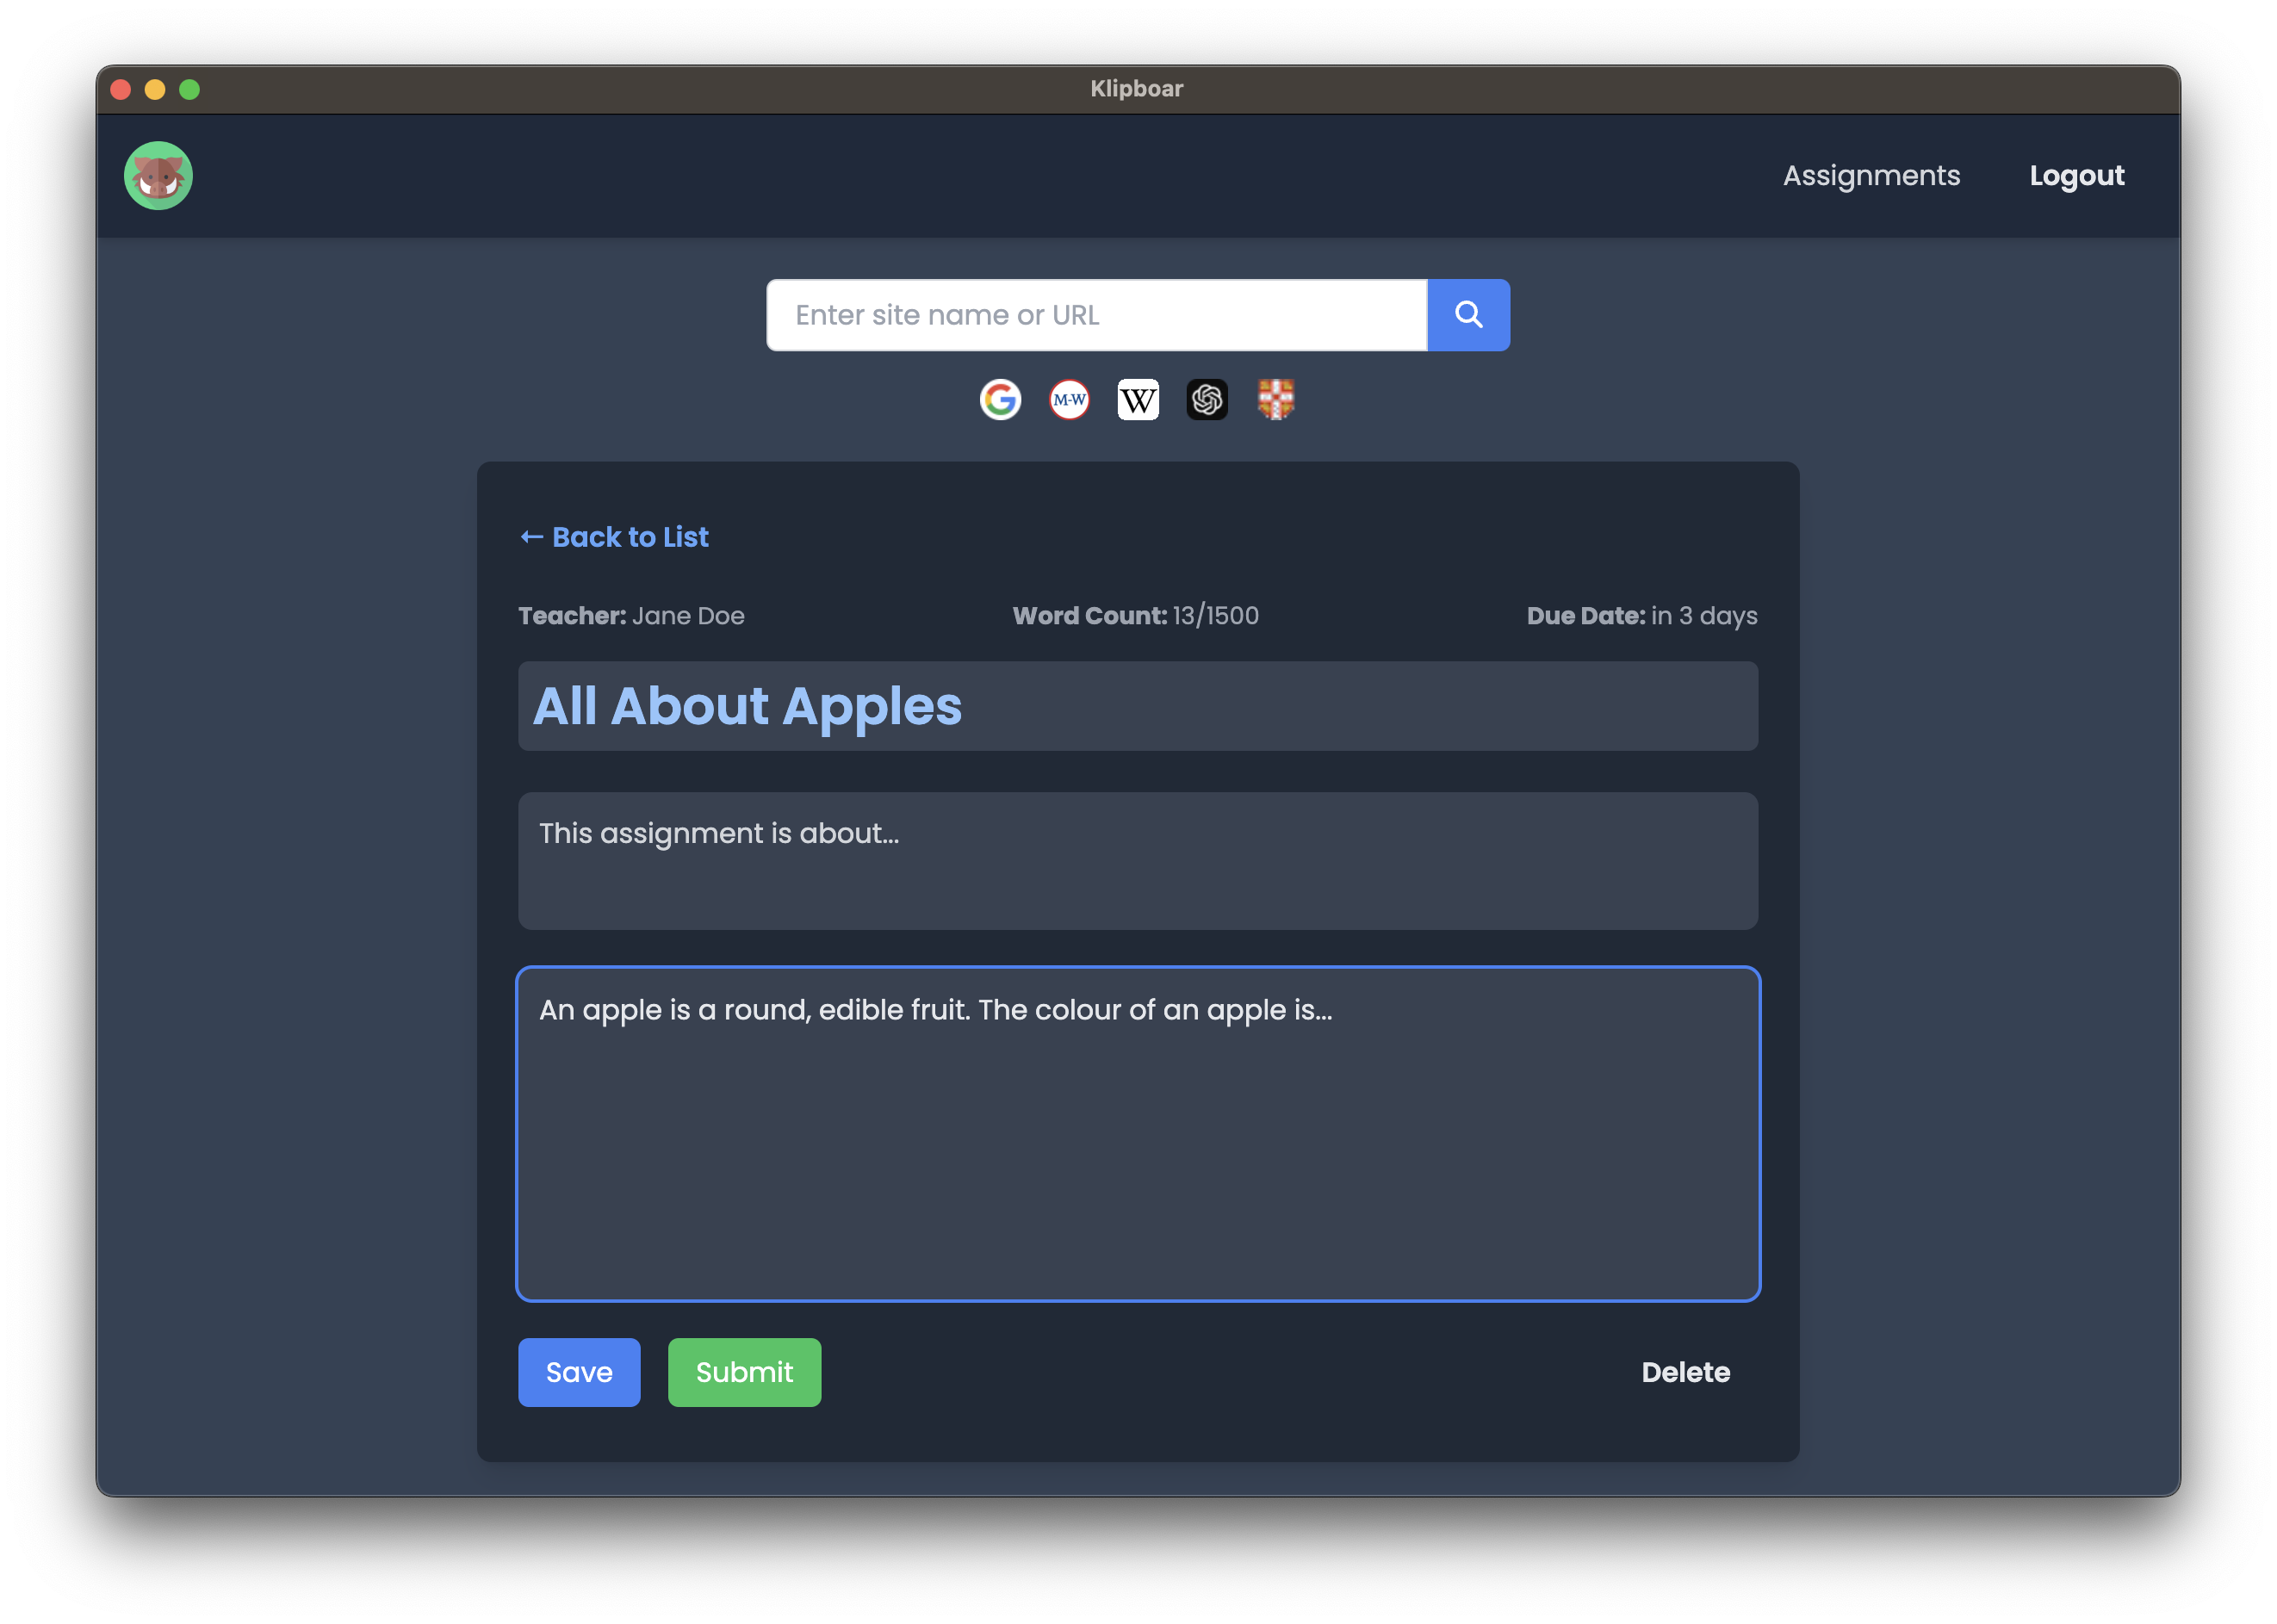 Klipboar
Assignments Logout
Enter site name or URL
G M-W W
← Back to List
Teacher: Jane Doe Word Count: 13/1500 Due Date: in 3 days
All About Apples
This assignment is about...
An apple is a round, edible fruit. The colour of an apple is...
Save Submit Delete